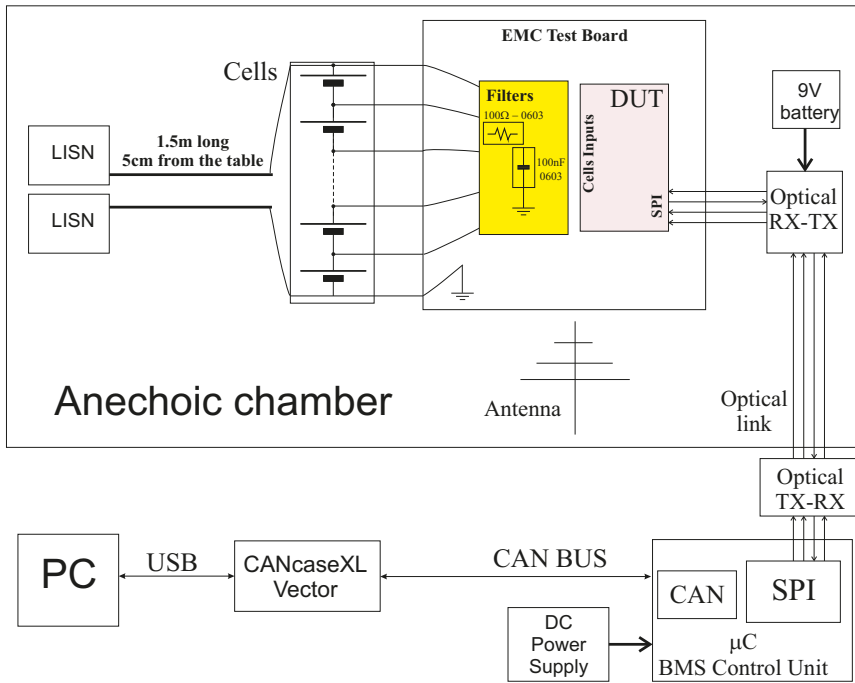 EMC Test Board
Cells
Filters
100Ω – 0603
100nF
0603
DUT
Cells Inputs
SPI
9V
battery
LISN
1.5m long
5cm from the table
LISN
Optical
RX-TX
Anechoic chamber
Antenna
Optical
link
Optical
TX-RX
PC
USB
CANcaseXL
Vector
CAN BUS
CAN
SPI
DC
Power
Supply
μC
BMS Control Unit